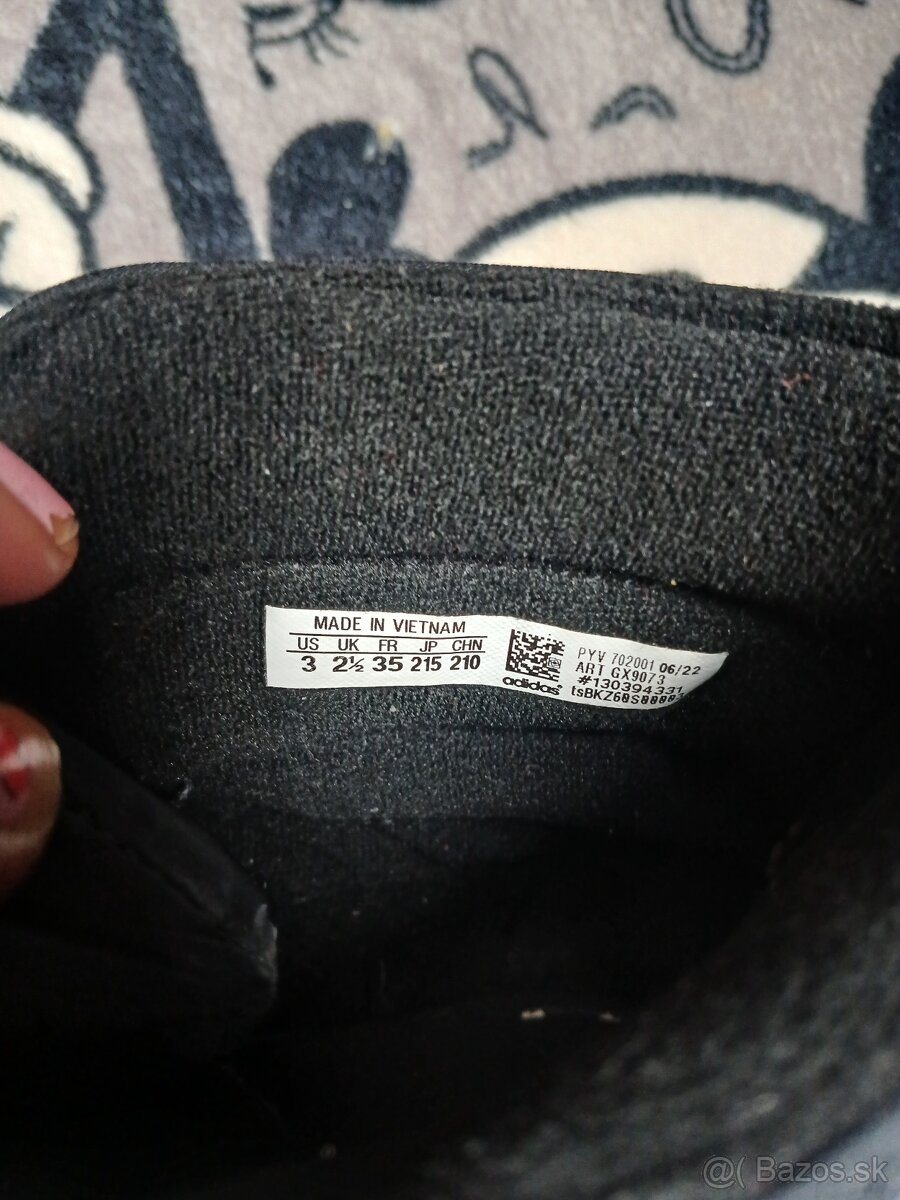 MADE IN VIETNAM
US UK FR JP CHN
3 2½ 35 215 210
adidas
PYV 702001 06/22
ART GX9073
#130394331
@( Bazos.sk